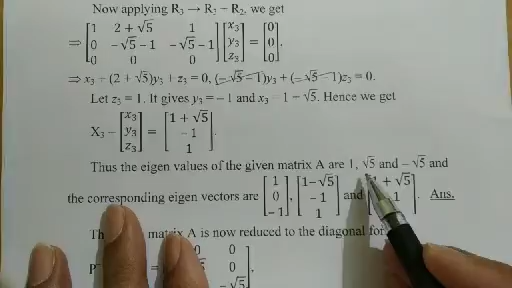 Now applying R₃ → R₃ − R₂, we get
⇒ [1 2 + √5 1
0 − √5 − 1 − √5 − 1
0 0 0] [x₃ y₃ z₃] = [0 0 0].
⇒ x₃ + (2 + √5)y₃ + z₃ = 0, (− √5 − 1)y₃ + (− √5 − 1)z₃ = 0.
Let z₃ = 1. It gives y₃ = − 1 and x₃ − 1 − √5. Hence we get
X₃ − [x₃ y₃ z₃] = [1 + √5 − 1 1].
Thus the eigen values of the given matrix A are 1, √5 and − √5 and
the corresponding eigen vectors are [1 0 − 1], [1 − √5 − 1 1] and + √5 1 Ans.
matrix A is now reduced to the diagonal
P = 0 0
0
− √5